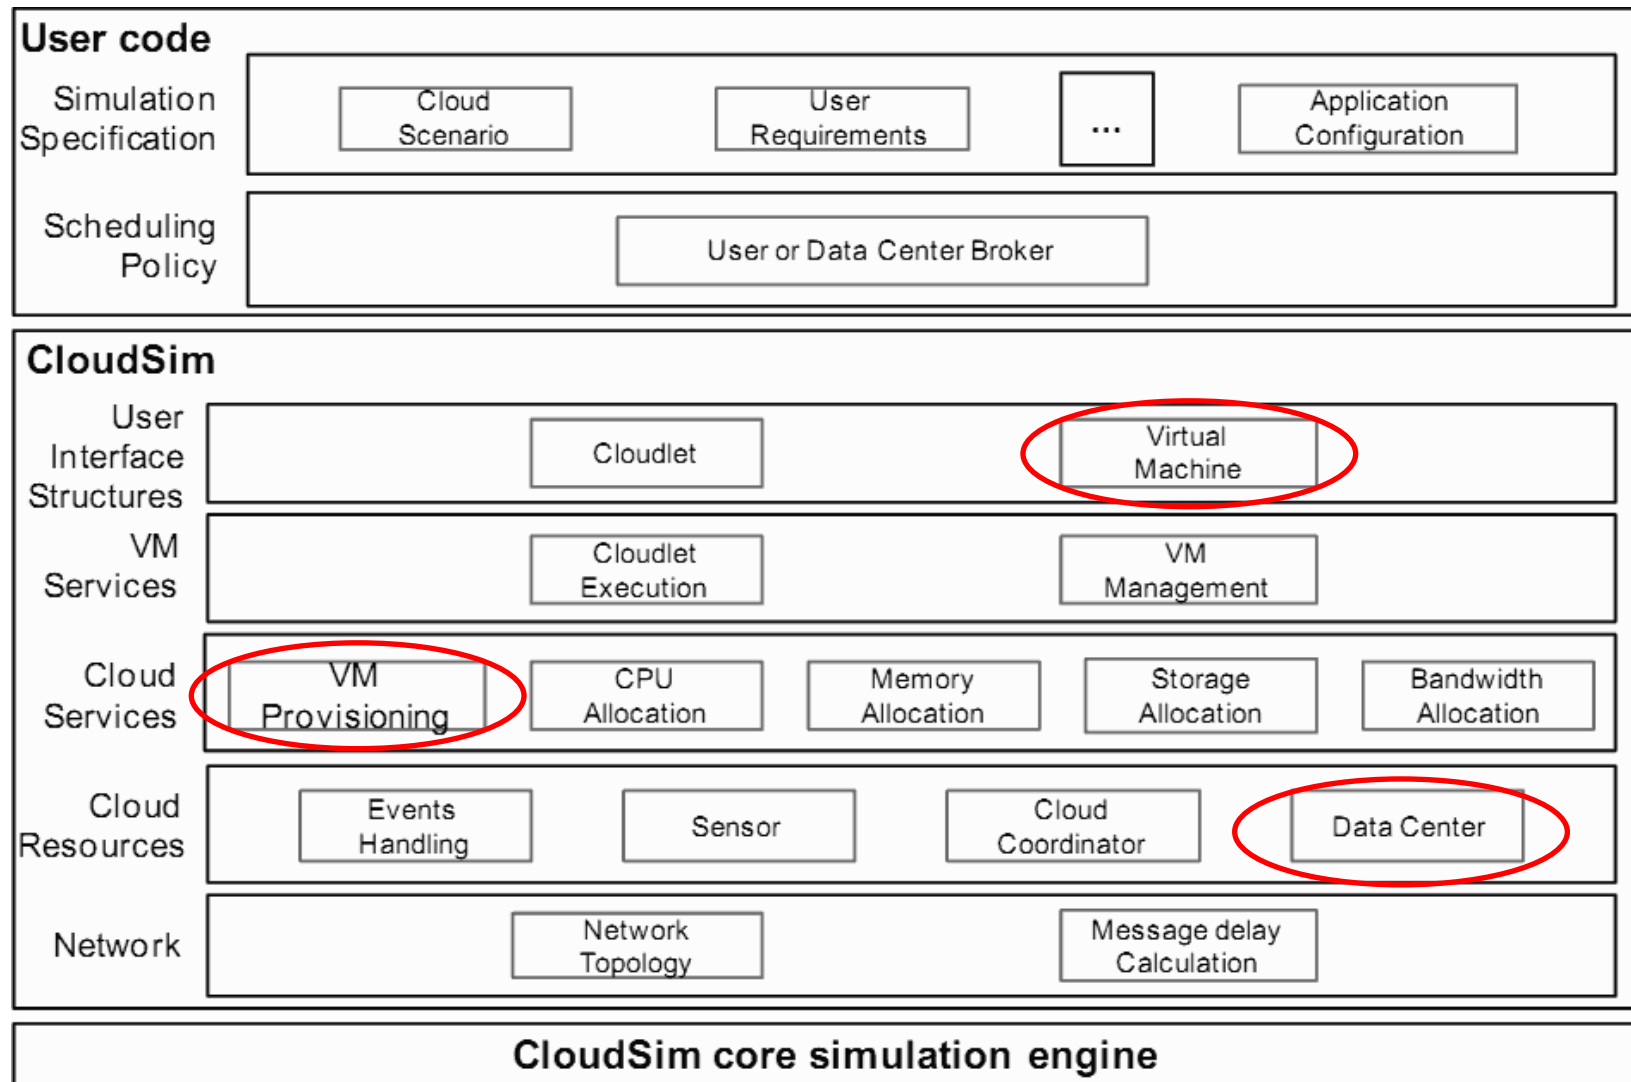 User code
Simulation
Specification
Cloud
Scenario
User
Requirements
...
Application
Configuration
Scheduling
Policy
User or Data Center Broker
CloudSim
User
Interface
Structures
Cloudlet
Virtual
Machine
VM
Services
Cloudlet
Execution
VM
Management
Cloud
Services
VM
Provisioning
CPU
Allocation
Memory
Allocation
Storage
Allocation
Bandwidth
Allocation
Cloud
Resources
Events
Handling
Sensor
Cloud
Coordinator
Data Center
Network
Network
Topology
Message delay
Calculation
CloudSim core simulation engine